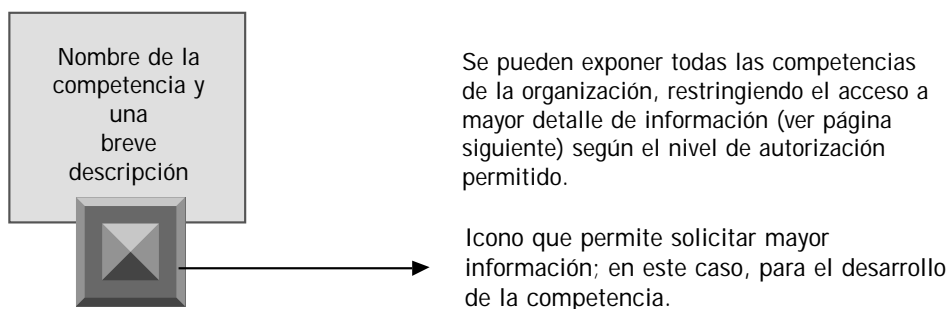 Nombre de la
competencia y
una
breve
descripción
Se pueden exponer todas las competencias
de la organización, restringiendo el acceso a
mayor detalle de información (ver página
siguiente) según el nivel de autorización
permitido.
Icono que permite solicitar mayor
información; en este caso, para el desarrollo
de la competencia.